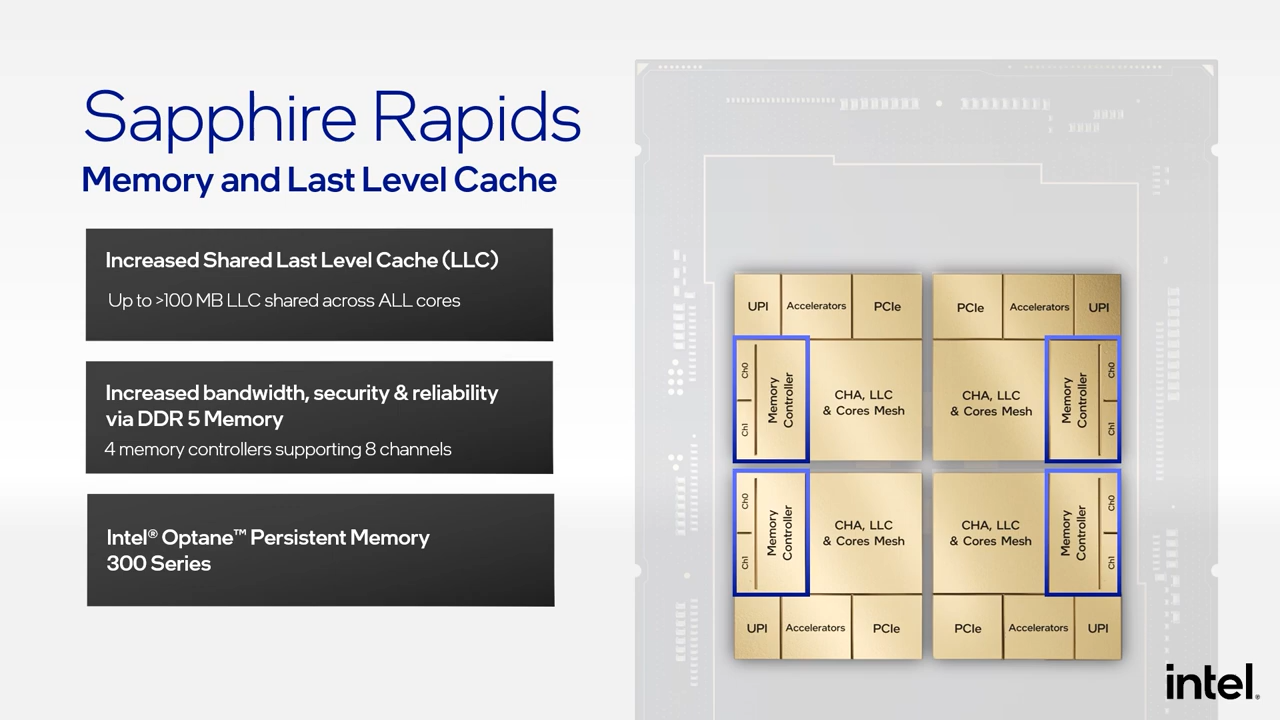 Sapphire Rapids
Memory and Last Level Cache
Increased Shared Last Level Cache (LLC)
Up to >100 MB LLC shared across ALL cores
Increased bandwidth, security & reliability
via DDR 5 Memory
4 memory controllers supporting 8 channels
Intel® Optane™ Persistent Memory
300 Series
UPI
Accelerators
PCIe
PCIe
Accelerators
UPI
Ch0
Ch1
Memory
Controller
CHA, LLC
& Cores Mesh
CHA, LLC
& Cores Mesh
Memory
Controller
Ch0
Ch1
Ch0
Ch1
Memory
Controller
CHA, LLC
& Cores Mesh
CHA, LLC
& Cores Mesh
Memory
Controller
Ch0
Ch1
UPI
Accelerators
PCIe
PCIe
Accelerators
UPI
intel®